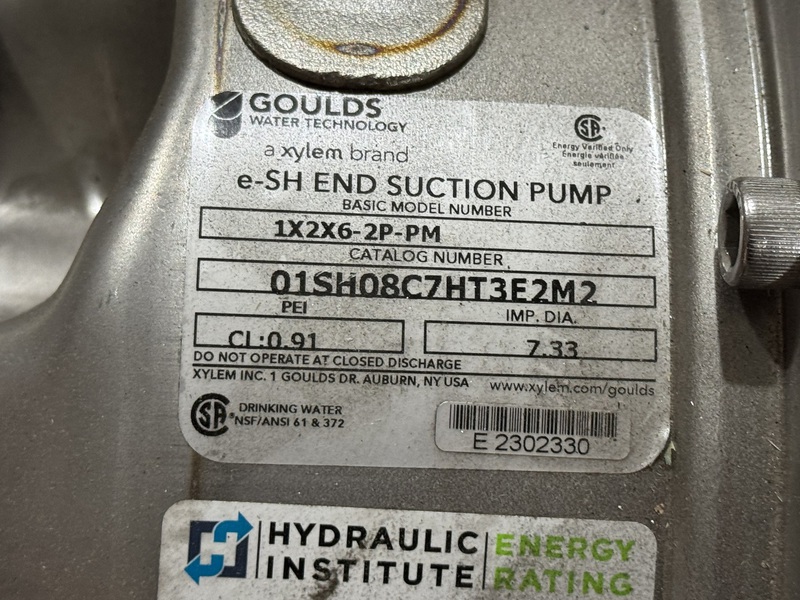 GOULDS
WATER TECHNOLOGY
a xylem brand
CSA
Energy Verified Only
Énergie vérifiée
seulement
e-SH END SUCTION PUMP
BASIC MODEL NUMBER
1X2X6-2P-PM
CATALOG NUMBER
01SH08C7HT3E2M2
PEI
IMP. DIA.
CL:0.91
7.33
DO NOT OPERATE AT CLOSED DISCHARGE
XYLEM INC. 1 GOULDS DR. AUBURN, NY USA
www.xylem.com/goulds
SA®
DRINKING WATER
NSF/ANSI 61 & 372
E 2302330
HYDRAULIC
INSTITUTE
ENERGY
RATING